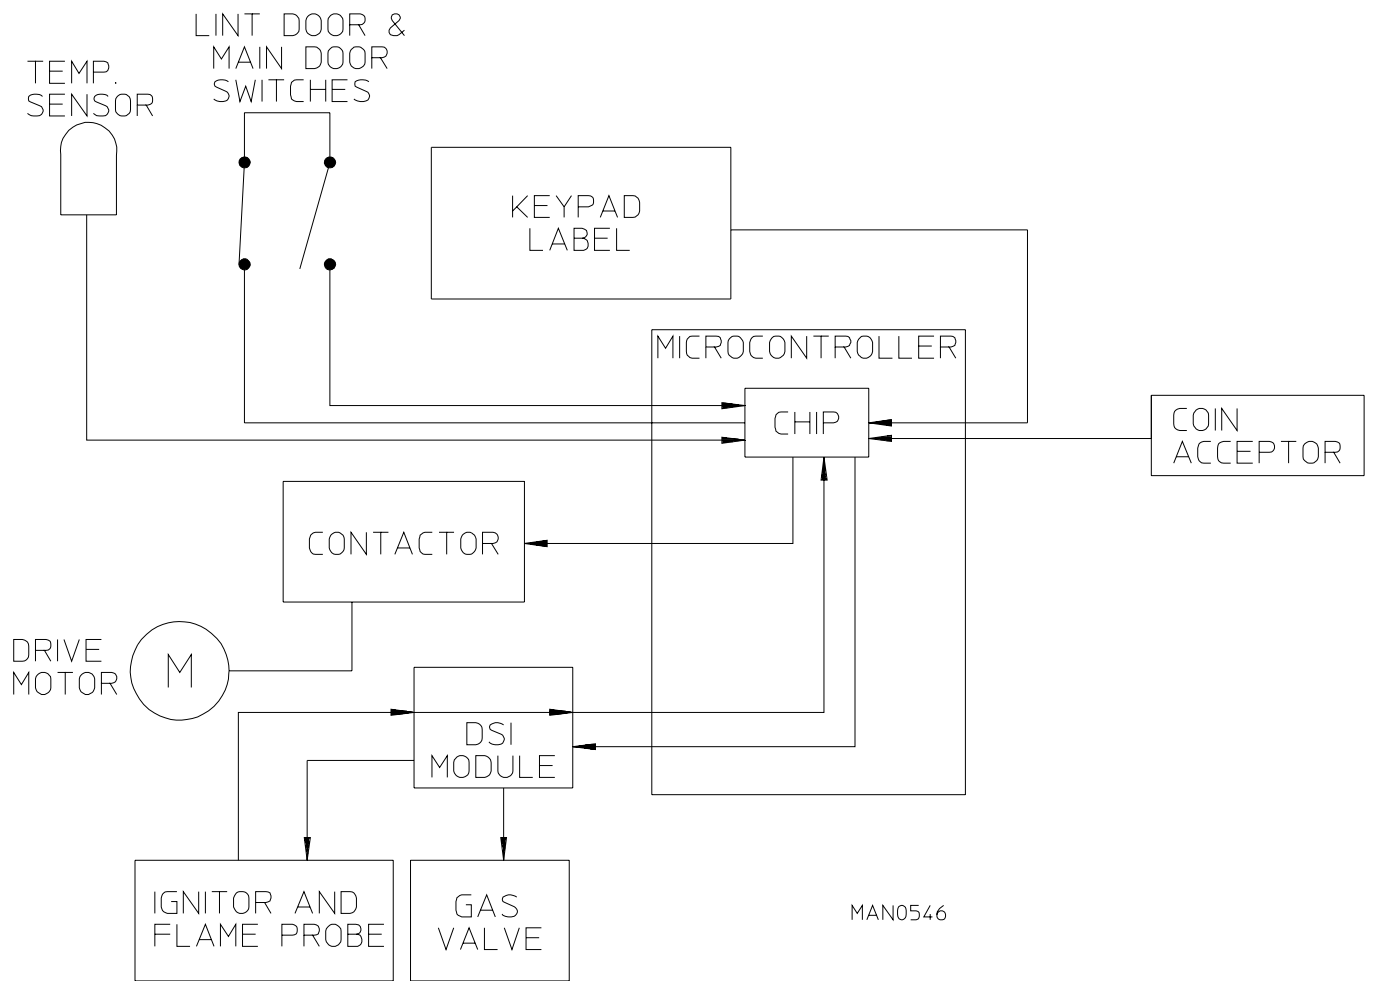 LINT DOOR &
MAIN DOOR
SWITCHES
TEMP.
SENSOR
KEYPAD
LABEL
MICROCONTROLLER
CHIP
COIN
ACCEPTOR
CONTACTOR
DRIVE
MOTOR
M
DSI
MODULE
IGNITOR AND
FLAME PROBE
GAS
VALVE
MAN0546